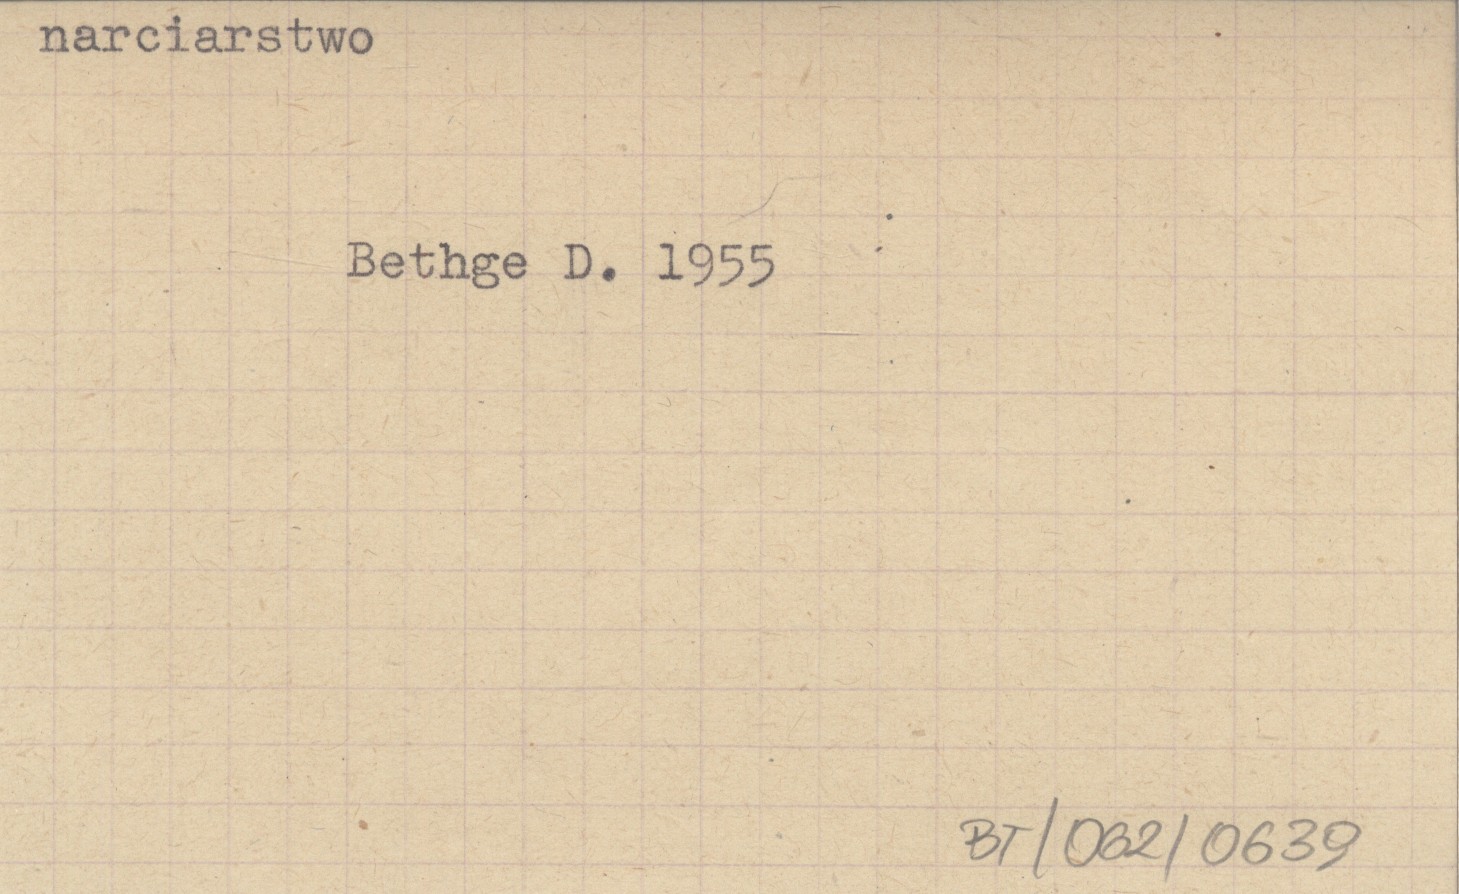 narciarstwo
Bethge D. 1955
BT/062/0639